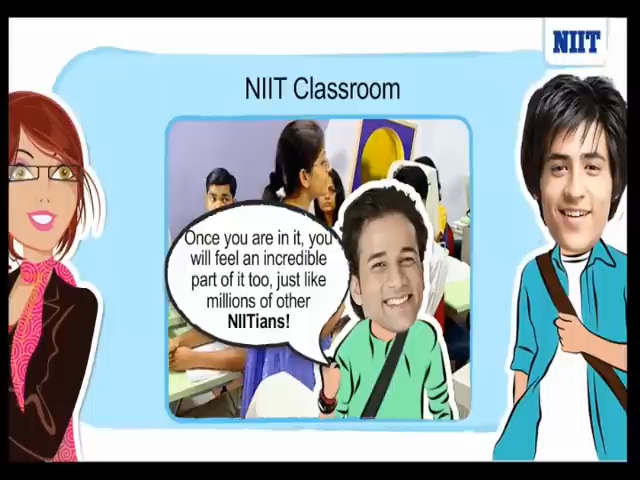 NIIT
NIIT Classroom
Once you are in it, you
will feel an incredible
part of it too, just like
millions of other
NIITians!